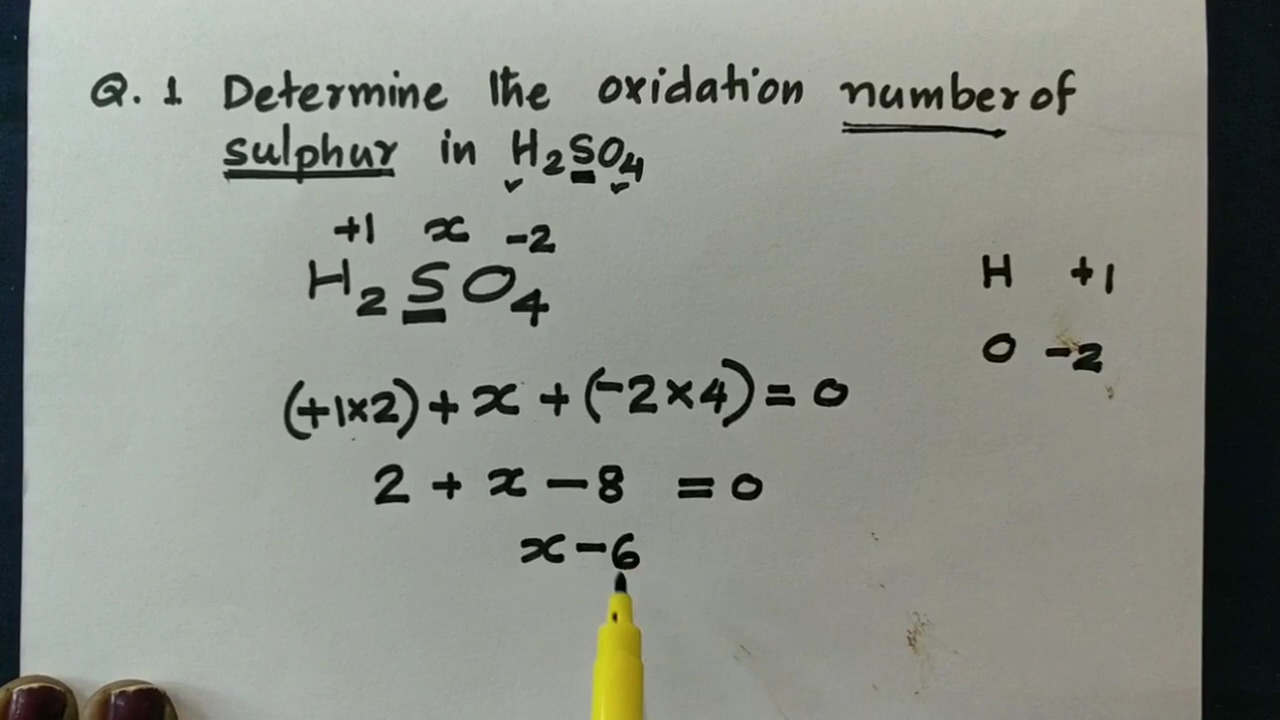 Q. 1 Determine the oxidation number of
sulphur in H₂SO₄
+1 x -2
H₂SO₄
H +1
O -2
(+1×2) + x + (-2×4) = 0
2 + x - 8 = 0
x - 6